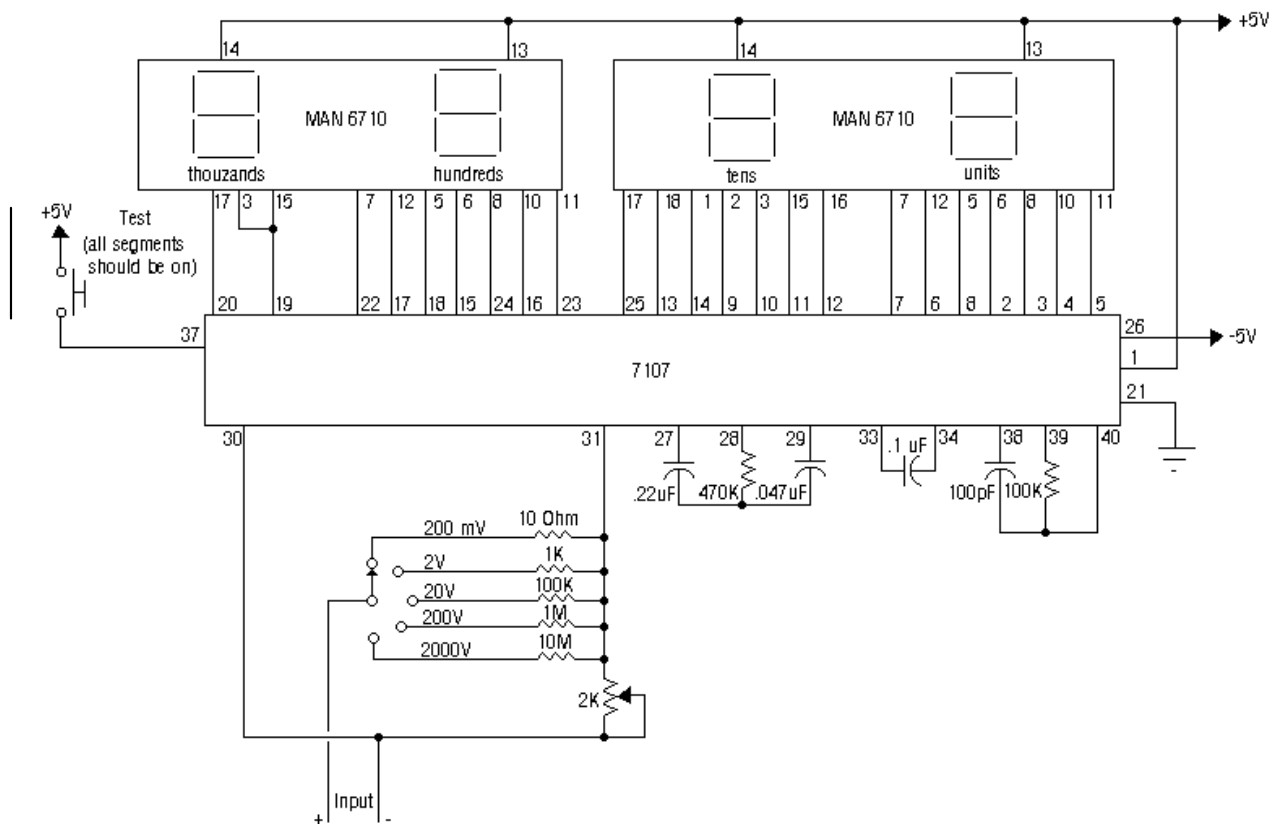 +5V
14 13 14 13
MAN 6710 MAN 6710
thouzands hundreds tens units
17 3 15 7 12 5 6 8 10 11 17 18 1 2 3 15 16 7 12 5 6 8 10 11
+5V
Test
(all segments
should be on)
20 19 22 17 18 15 24 16 23 25 13 14 9 10 11 12 7 6 8 2 3 4 5
37
26
-5V
7107
1
21
30 31 27 28 29 33 34 38 39 40
.1 uF
.22uF 470K .047uF 100pF 100K
200 mV 10 Ohm
2V 1K
20V 100K
200V 1M
2000V 10M
2K
Input
+ -